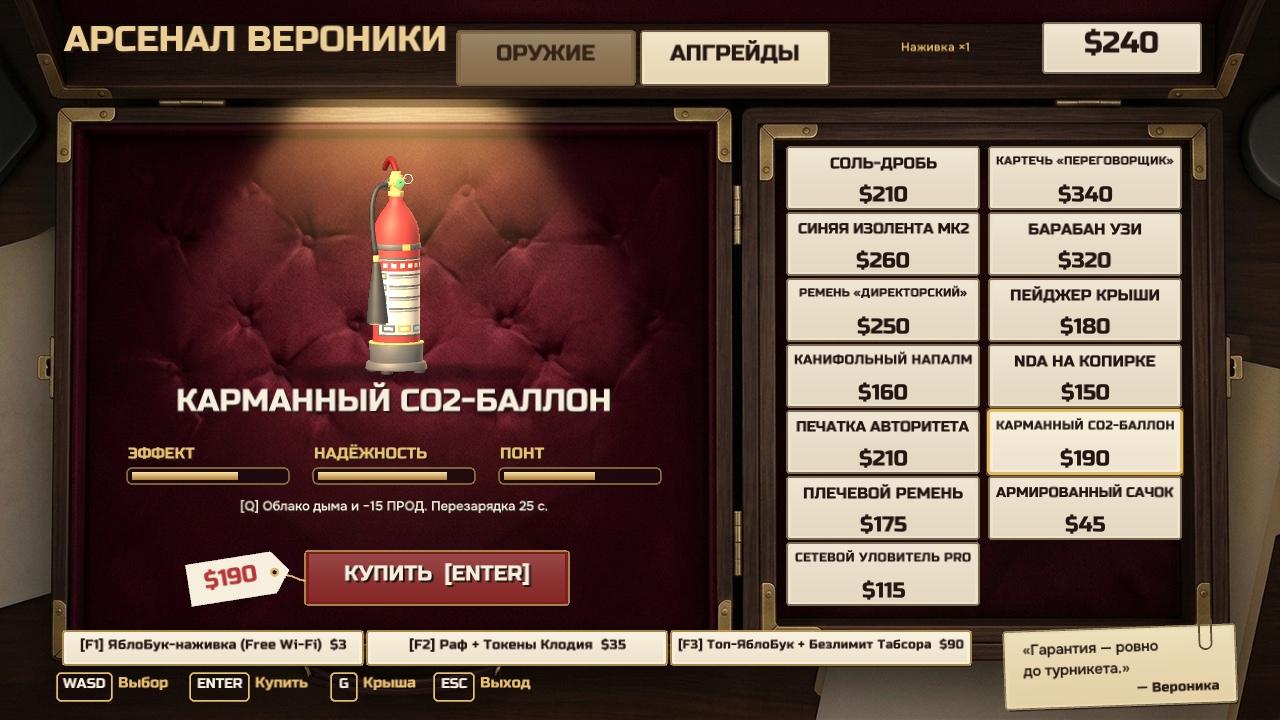 АРСЕНАЛ ВЕРОНИКИ
ОРУЖИЕ
АПГРЕЙДЫ
Наживка ×1
$240
КАРМАННЫЙ CO2-БАЛЛОН
ЭФФЕКТ
НАДЁЖНОСТЬ
ПОНТ
[Q] Облако дыма и −15 ПРОД. Перезарядка 25 с.
$190
КУПИТЬ [ENTER]
СОЛЬ-ДРОБЬ
$210
КАРТЕЧЬ «ПЕРЕГОВОРЩИК»
$340
СИНЯЯ ИЗОЛЕНТА МК2
$260
БАРАБАН УЗИ
$320
РЕМЕНЬ «ДИРЕКТОРСКИЙ»
$250
ПЕЙДЖЕР КРЫШИ
$180
КАНИФОЛЬНЫЙ НАПАЛМ
$160
NDA НА КОПИРКЕ
$150
ПЕЧАТКА АВТОРИТЕТА
$210
КАРМАННЫЙ CO2-БАЛЛОН
$190
ПЛЕЧЕВОЙ РЕМЕНЬ
$175
АРМИРОВАННЫЙ САЧОК
$45
СЕТЕВОЙ УЛОВИТЕЛЬ PRO
$115
[F1] ЯблоБук-наживка (Free Wi-Fi) $3
[F2] Раф + Токены Клодия $35
[F3] Топ-ЯблоБук + Безлимит Табсора $90
WASD Выбор
ENTER Купить
G Крыша
ESC Выход
«Гарантия — ровно
до турникета.»
— Вероника